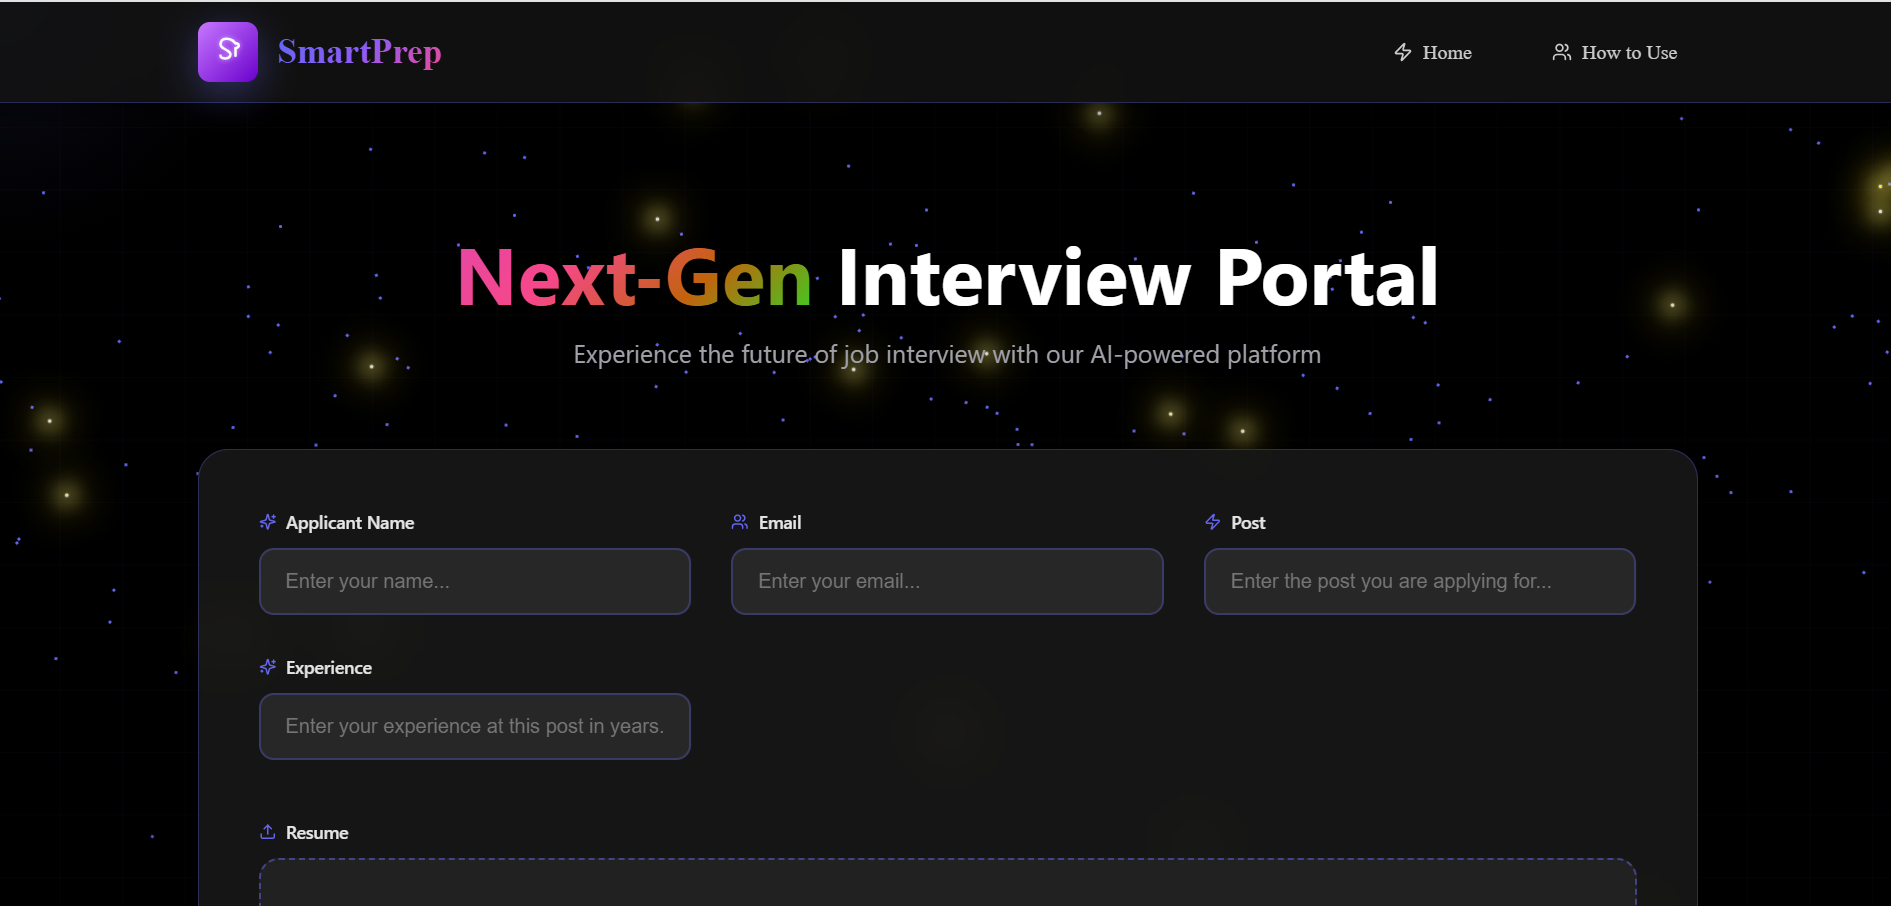 SmartPrep
Home
How to Use
Next-Gen Interview Portal
Experience the future of job interview with our AI-powered platform
Applicant Name
Email
Post
Enter your name...
Enter your email...
Enter the post you are applying for...
Experience
Enter your experience at this post in years.
Resume